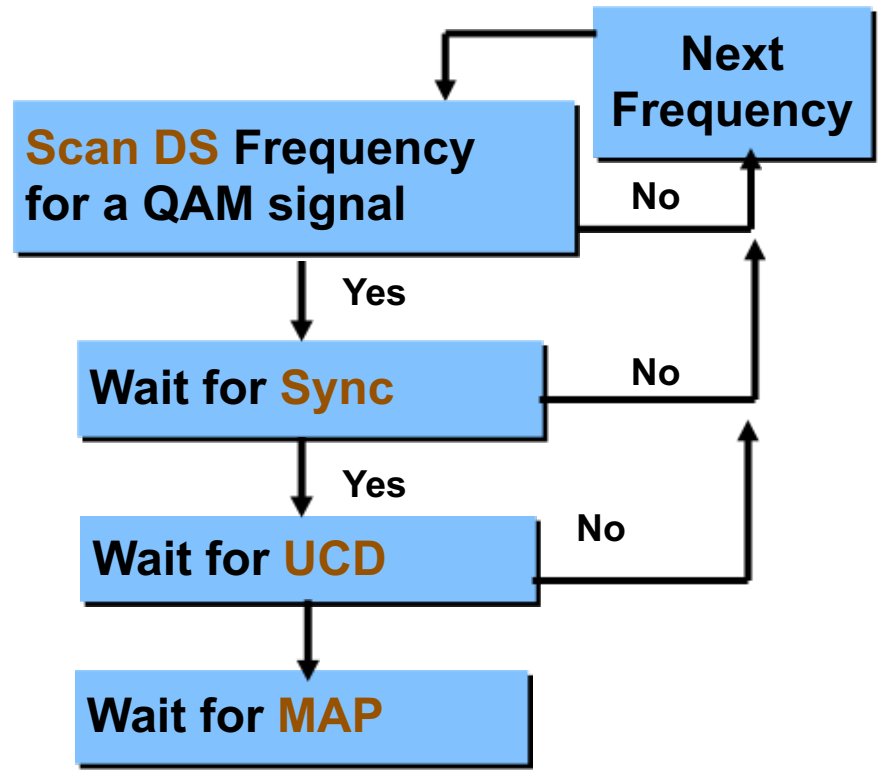 Next
Frequency
Scan DS Frequency
for a QAM signal
No
Yes
Wait for Sync
No
Yes
Wait for UCD
No
Wait for MAP